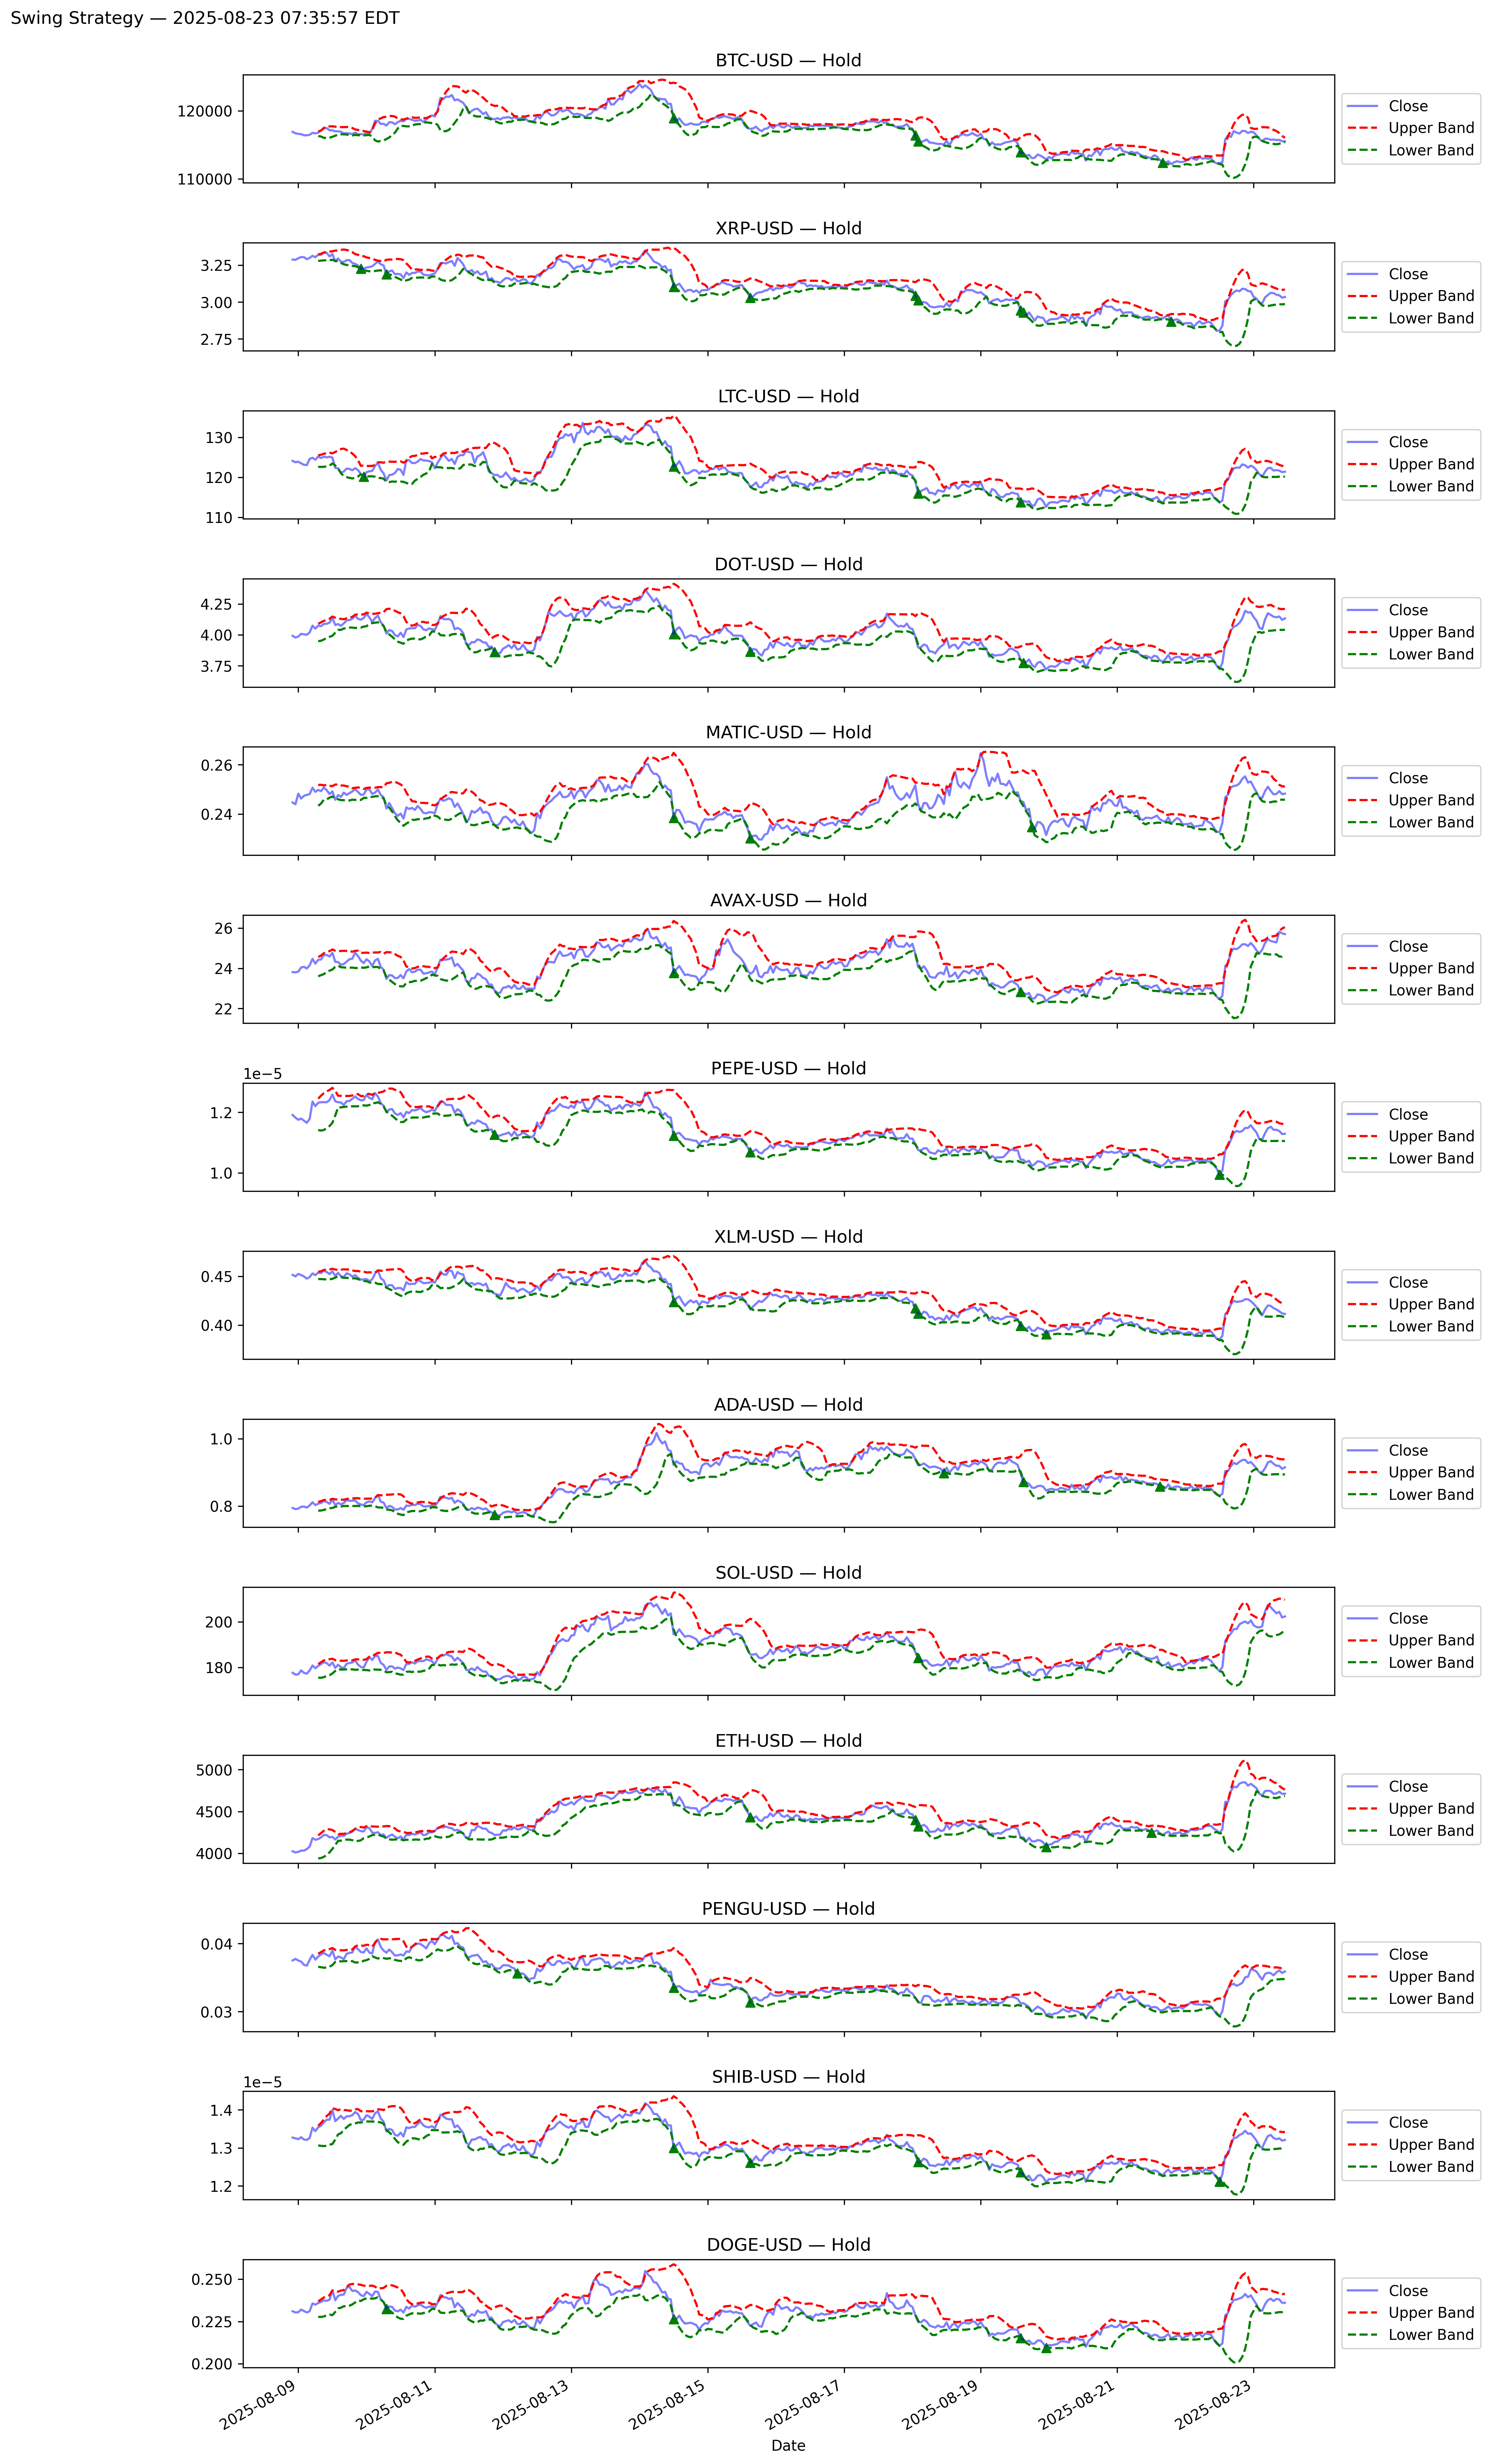 Swing Strategy — 2025-08-23 07:35:57 EDT
BTC-USD — Hold
120000
110000
Close
Upper Band
Lower Band
XRP-USD — Hold
3.25
3.00
2.75
Close
Upper Band
Lower Band
LTC-USD — Hold
130
120
110
Close
Upper Band
Lower Band
DOT-USD — Hold
4.25
4.00
3.75
Close
Upper Band
Lower Band
MATIC-USD — Hold
0.26
0.24
Close
Upper Band
Lower Band
AVAX-USD — Hold
26
24
22
Close
Upper Band
Lower Band
PEPE-USD — Hold
1e−5
1.2
1.0
Close
Upper Band
Lower Band
XLM-USD — Hold
0.45
0.40
Close
Upper Band
Lower Band
ADA-USD — Hold
1.0
0.8
Close
Upper Band
Lower Band
SOL-USD — Hold
200
180
Close
Upper Band
Lower Band
ETH-USD — Hold
5000
4500
4000
Close
Upper Band
Lower Band
PENGU-USD — Hold
0.04
0.03
Close
Upper Band
Lower Band
SHIB-USD — Hold
1e−5
1.4
1.3
1.2
Close
Upper Band
Lower Band
DOGE-USD — Hold
0.250
0.225
0.200
Close
Upper Band
Lower Band
2025-08-09
2025-08-11
2025-08-13
2025-08-15
2025-08-17
2025-08-19
2025-08-21
2025-08-23
Date